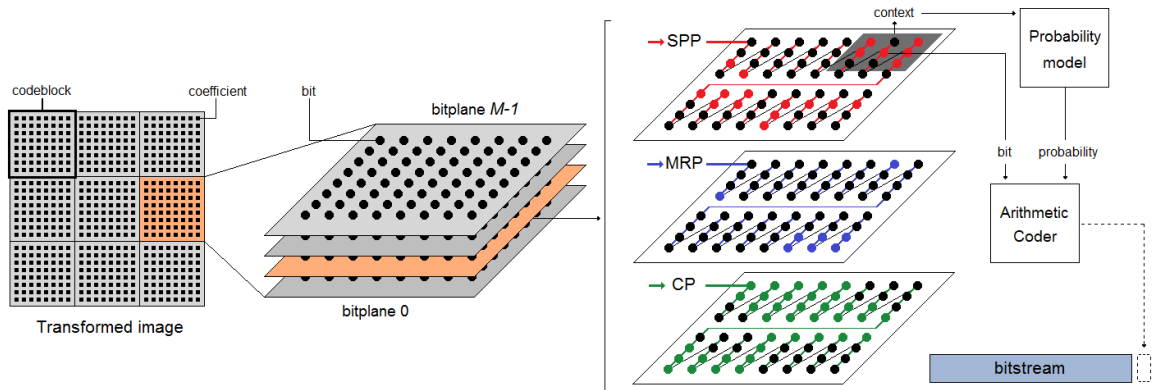 codeblock
coefficient
Transformed image
bit
bitplane M-1
bitplane 0
SPP
context
Probability
model
MRP
bit
probability
Arithmetic
Coder
CP
bitstream